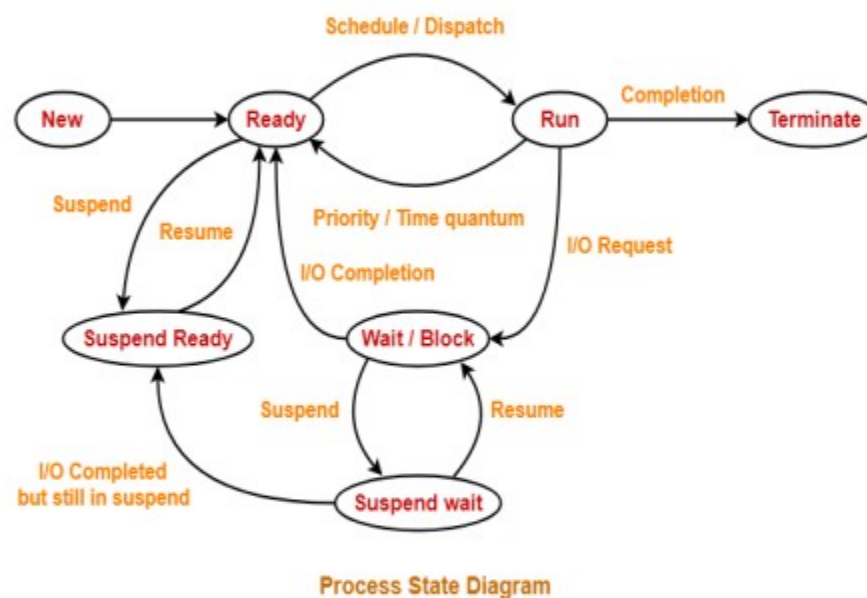 Schedule / Dispatch
New
Ready
Run
Completion
Terminate
Suspend
Resume
Priority / Time quantum
I/O Request
I/O Completion
Suspend Ready
Wait / Block
Suspend
Resume
I/O Completed
but still in suspend
Suspend wait
Process State Diagram